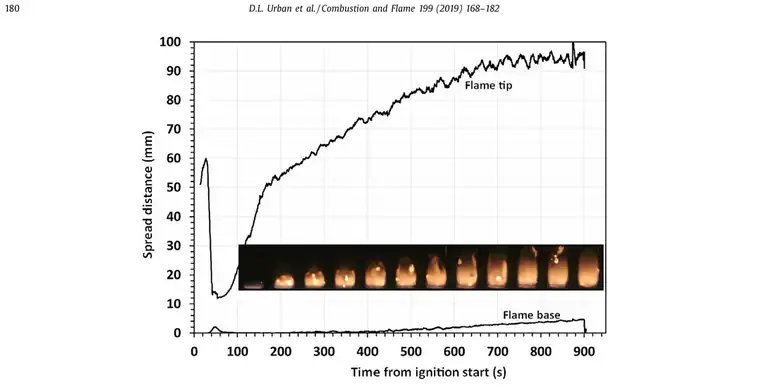 180
D.L. Urban et al. / Combustion and Flame 199 (2019) 168–182
100
90
80
70
60
50
40
30
20
10
0
Spread distance (mm)
Flame tip
Flame base
0 100 200 300 400 500 600 700 800 900
Time from ignition start (s)